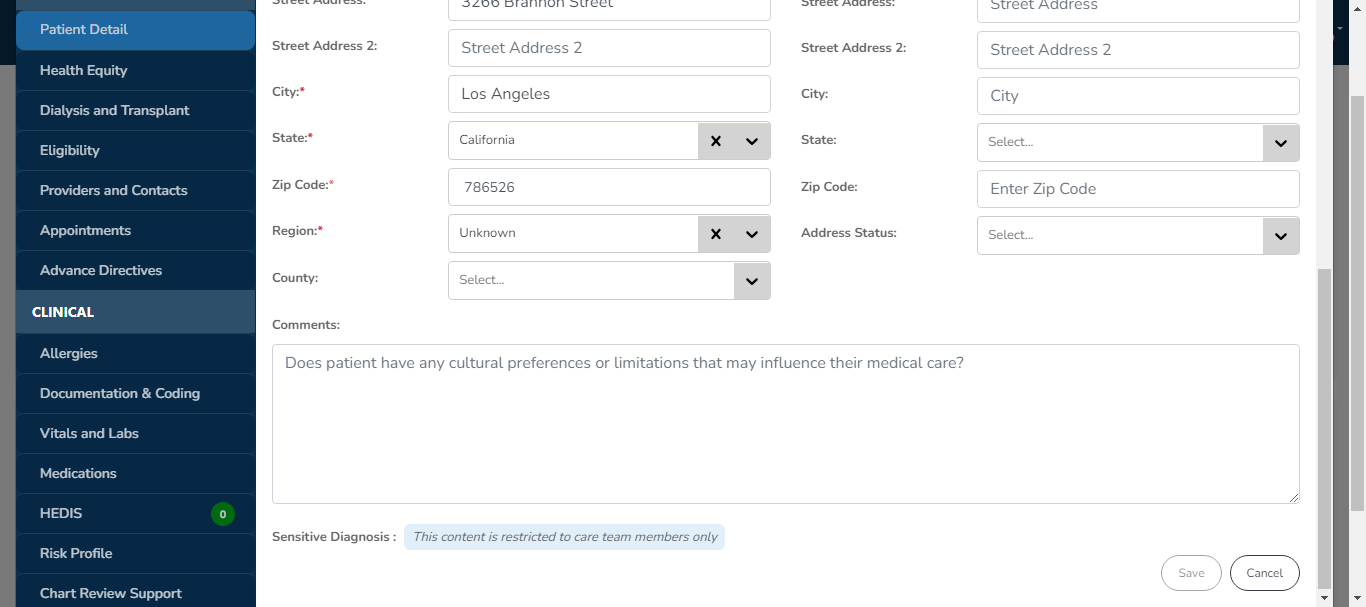 Patient Detail
Health Equity
Dialysis and Transplant
Eligibility
Providers and Contacts
Appointments
Advance Directives
CLINICAL
Allergies
Documentation & Coding
Vitals and Labs
Medications
HEDIS 0
Risk Profile
Chart Review Support
Street Address: 3266 Brannon Street
Street Address 2: Street Address 2
City:* Los Angeles
State:* California
Zip Code:* 786526
Region:* Unknown
County: Select...
Street Address: Street Address
Street Address 2: Street Address 2
City: City
State: Select...
Zip Code: Enter Zip Code
Address Status: Select...
Comments:
Does patient have any cultural preferences or limitations that may influence their medical care?
Sensitive Diagnosis : This content is restricted to care team members only
Save Cancel